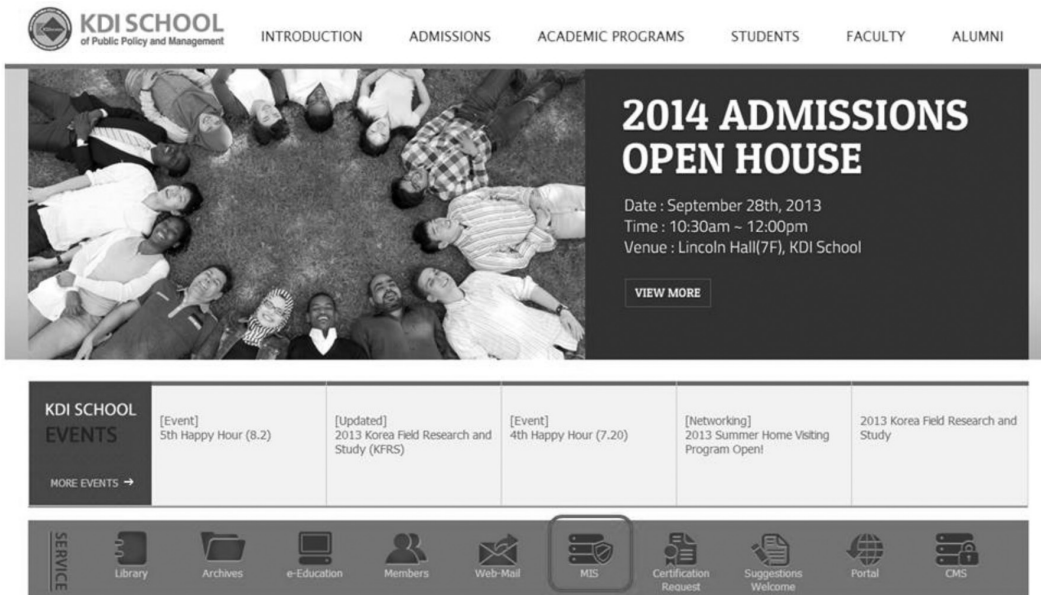 KDI SCHOOL
of Public Policy and Management
INTRODUCTION ADMISSIONS ACADEMIC PROGRAMS STUDENTS FACULTY ALUMNI
2014 ADMISSIONS
OPEN HOUSE
Date : September 28th, 2013
Time : 10:30am ~ 12:00pm
Venue : Lincoln Hall(7F), KDI School
VIEW MORE
KDI SCHOOL
EVENTS
MORE EVENTS →
[Event]
5th Happy Hour (8.2)
[Updated]
2013 Korea Field Research and
Study (KFRS)
[Event]
4th Happy Hour (7.20)
[Networking]
2013 Summer Home Visiting
Program Open!
2013 Korea Field Research and
Study
SERVICE
Library
Archives
e-Education
Members
Web-Mail
MIS
Certification
Request
Suggestions
Welcome
Portal
CMS